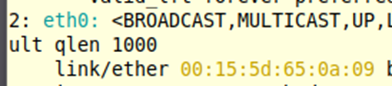 2: eth0: <BROADCAST,MULTICAST,UP,
ult qlen 1000
link/ether 00:15:5d:65:0a:09 b